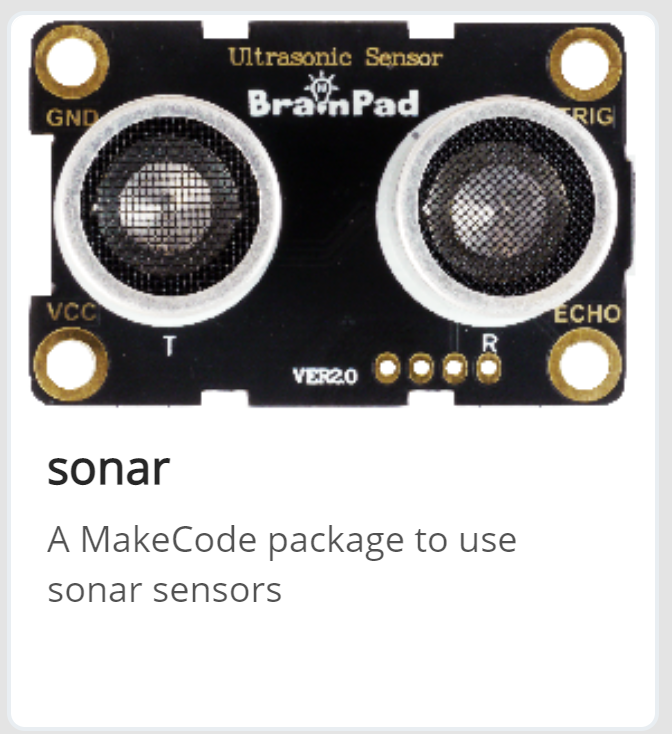 Ultrasonic Sensor
BrainPad
GND
TRIG
VCC
ECHO
T
R
VER2.0
sonar
A MakeCode package to use
sonar sensors